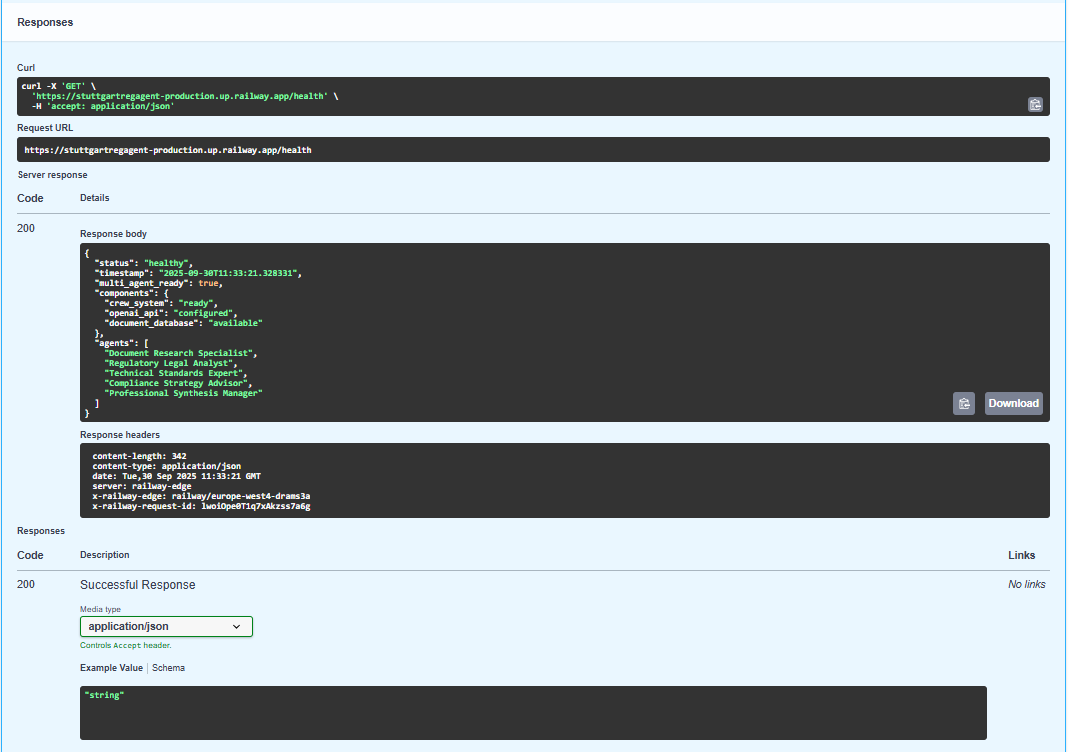 Responses
Curl
curl -X 'GET' \
  'https://stuttgartregagent-production.up.railway.app/health' \
  -H 'accept: application/json'
Request URL
https://stuttgartregagent-production.up.railway.app/health
Server response
Code Details
200
Response body
{
  "status": "healthy",
  "timestamp": "2025-09-30T11:33:21.328331",
  "multi_agent_ready": true,
  "components": {
    "crew_system": "ready",
    "openai_api": "configured",
    "document_database": "available"
  },
  "agents": [
    "Document Research Specialist",
    "Regulatory Legal Analyst",
    "Technical Standards Expert",
    "Compliance Strategy Advisor",
    "Professional Synthesis Manager"
  ]
}
Download
Response headers
content-length: 342
content-type: application/json
date: Tue,30 Sep 2025 11:33:21 GMT
server: railway-edge
x-railway-edge: railway/europe-west4-drams3a
x-railway-request-id: lwoiOpe0T1q7xAkzss7a6g
Responses
Code Description Links
200 Successful Response No links
Media type
application/json
Controls Accept header.
Example Value Schema
"string"